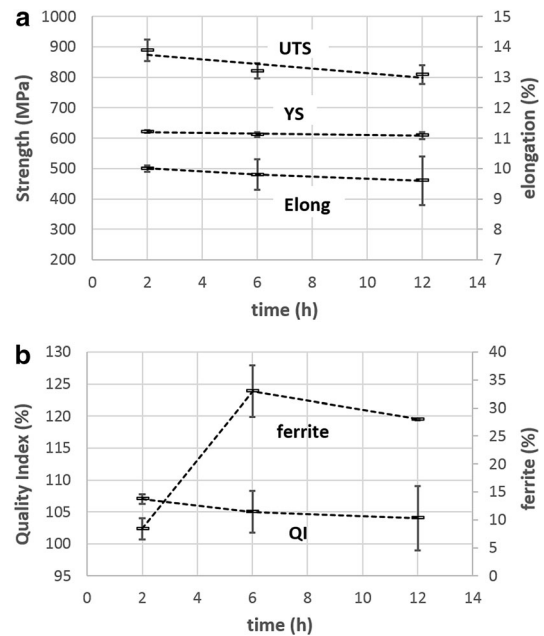 a
1000
900
800
700
600
500
400
300
200
Strength (MPa)
UTS
YS
Elong
15
14
13
12
11
10
9
8
7
elongation (%)
0 2 4 6 8 10 12 14
time (h)
b
130
125
120
115
110
105
100
95
Quality Index (%)
ferrite
QI
40
35
30
25
20
15
10
5
0
ferrite (%)
0 2 4 6 8 10 12 14
time (h)